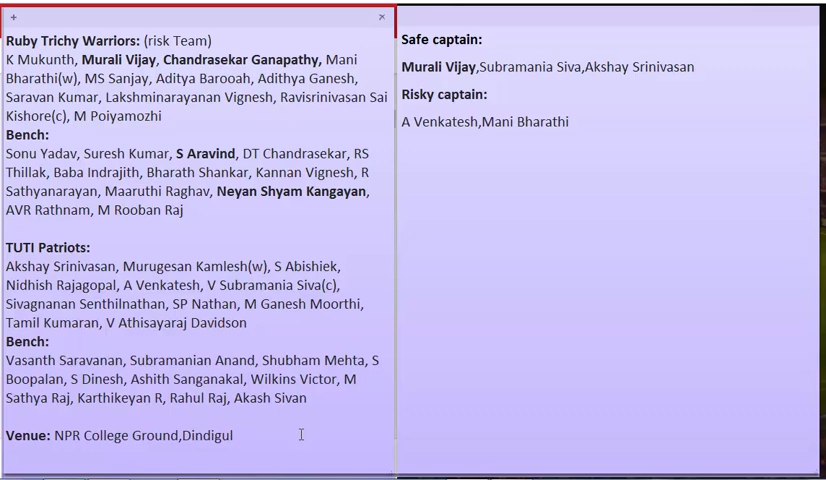 Ruby Trichy Warriors: (risk Team)
K Mukunth, Murali Vijay, Chandrasekar Ganapathy, Mani
Bharathi(w), MS Sanjay, Aditya Barooah, Adithya Ganesh,
Saravan Kumar, Lakshminarayanan Vignesh, Ravisrinivasan Sai
Kishore(c), M Poiyamozhi
Bench:
Sonu Yadav, Suresh Kumar, S Aravind, DT Chandrasekar, RS
Thillak, Baba Indrajith, Bharath Shankar, Kannan Vignesh, R
Sathyanarayan, Maaruthi Raghav, Neyan Shyam Kangayan,
AVR Rathnam, M Rooban Raj
TUTI Patriots:
Akshay Srinivasan, Murugesan Kamlesh(w), S Abishiek,
Nidhish Rajagopal, A Venkatesh, V Subramania Siva(c),
Sivagnanan Senthilnathan, SP Nathan, M Ganesh Moorthi,
Tamil Kumaran, V Athisayaraj Davidson
Bench:
Vasanth Saravanan, Subramanian Anand, Shubham Mehta, S
Boopalan, S Dinesh, Ashith Sanganakal, Wilkins Victor, M
Sathya Raj, Karthikeyan R, Rahul Raj, Akash Sivan
Venue: NPR College Ground,Dindigul
Safe captain:
Murali Vijay,Subramania Siva,Akshay Srinivasan
Risky captain:
A Venkatesh,Mani Bharathi